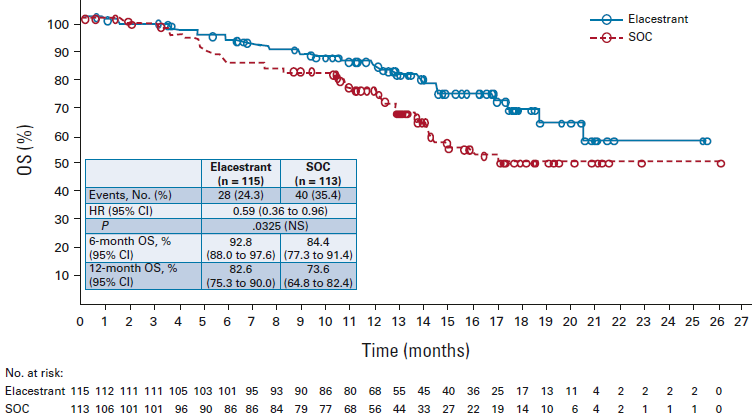 Elacestrant
SOC
OS (%)
100
90
80
70
60
50
40
30
20
10
Elacestrant SOC
(n = 115) (n = 113)
Events, No. (%) 28 (24.3) 40 (35.4)
HR (95% CI) 0.59 (0.36 to 0.96)
P .0325 (NS)
6-month OS, % 92.8 84.4
(95% CI) (88.0 to 97.6) (77.3 to 91.4)
12-month OS, % 82.6 73.6
(95% CI) (75.3 to 90.0) (64.8 to 82.4)
0 1 2 3 4 5 6 7 8 9 10 11 12 13 14 15 16 17 18 19 20 21 22 23 24 25 26 27
Time (months)
No. at risk:
Elacestrant 115 112 111 111 105 103 101 95 93 90 86 80 68 55 45 40 36 25 17 13 11 4 2 2 2 2 0
SOC 113 106 101 101 96 90 86 86 84 79 77 68 56 44 33 27 22 19 14 10 6 4 2 1 1 1 0